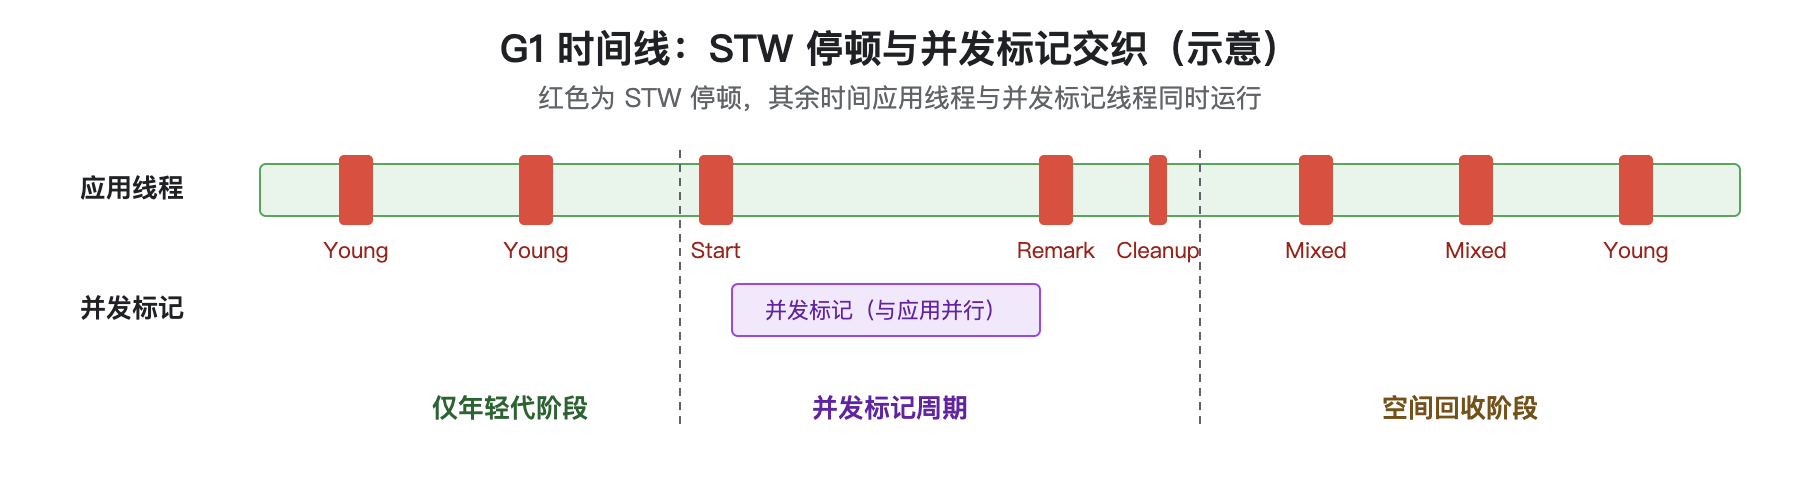 G1 时间线：STW 停顿与并发标记交织（示意）
红色为 STW 停顿，其余时间应用线程与并发标记线程同时运行
应用线程
Young Young Start Remark Cleanup Mixed Mixed Young
并发标记
并发标记（与应用并行）
仅年轻代阶段 并发标记周期 空间回收阶段